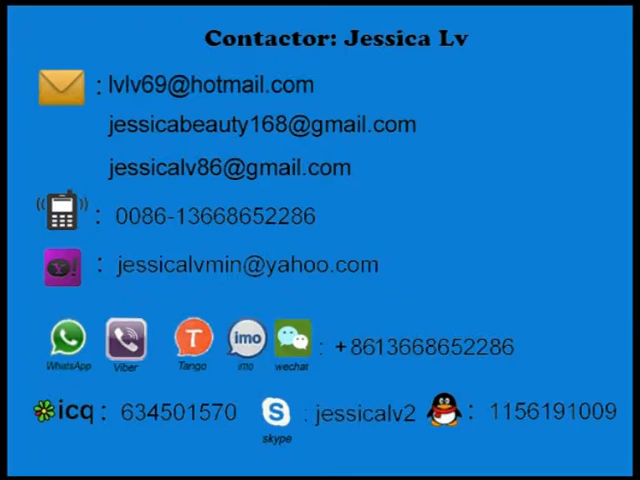 Contactor: Jessica Lv
: lvlv69@hotmail.com
jessicabeauty168@gmail.com
jessicalv86@gmail.com
: 0086-13668652286
Y! : jessicalvmin@yahoo.com
T imo : +8613668652286
WhatsApp Viber Tango imo wechat
icq : 634501570 S : jessicalv2 : 1156191009
skype